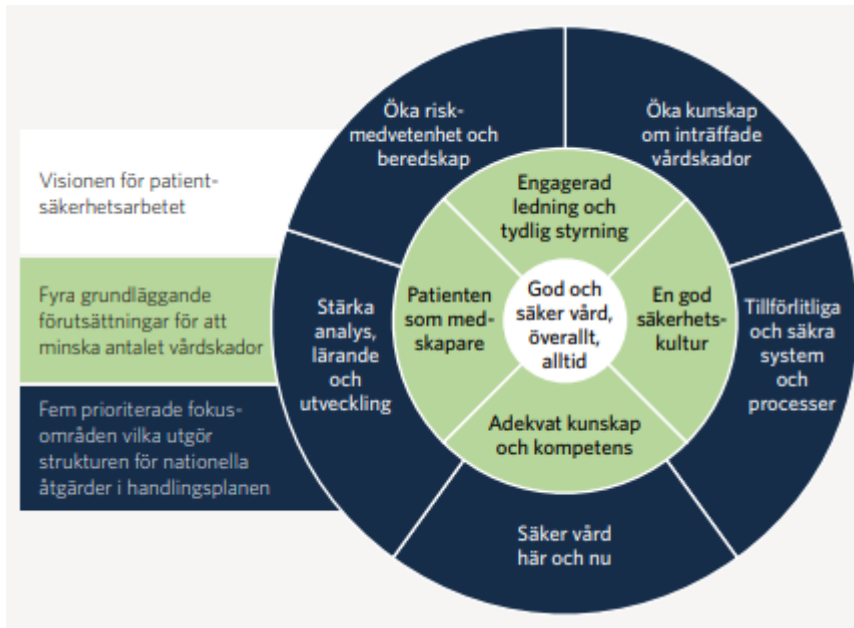 Visionen för patient-
säkerhetsarbetet
Fyra grundläggande
förutsättningar för att
minska antalet vårdskador
Fem prioriterade fokus-
områden vilka utgör
strukturen för nationella
åtgärder i handlingsplanen
Öka risk-
medvetenhet och
beredskap
Öka kunskap
om inträffade
vårdskador
Tillförlitliga
och säkra
system
och
processer
Säker vård
här och nu
Stärka
analys,
lärande
och
utveckling
Engagerad
ledning och
tydlig styrning
En god
säkerhets-
kultur
Adekvat kunskap
och kompetens
Patienten
som med-
skapare
God och
säker vård,
överallt,
alltid